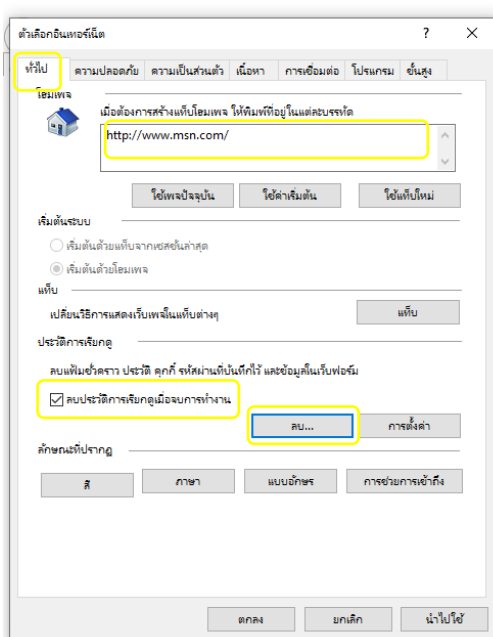 ตัวเลือกอินเทอร์เน็ต ?
ทั่วไป ความปลอดภัย ความเป็นส่วนตัว เนื้อหา การเชื่อมต่อ โปรแกรม ขั้นสูง
โฮมเพจ
เมื่อต้องการสร้างแท็บโฮมเพจ ให้พิมพ์ที่อยู่ในแต่ละบรรทัด
http://www.msn.com/
ใช้เพจปัจจุบัน ใช้ค่าเริ่มต้น ใช้แท็บใหม่
เริ่มต้นระบบ
เริ่มต้นด้วยแท็บจากเซสชันล่าสุด
เริ่มต้นด้วยโฮมเพจ
แท็บ
เปลี่ยนวิธีการแสดงเว็บเพจในแท็บต่างๆ แท็บ
ประวัติการเรียกดู
ลบแฟ้มชั่วคราว ประวัติ คุกกี้ รหัสผ่านที่บันทึกไว้ และข้อมูลในเว็บฟอร์ม
ลบประวัติการเรียกดูเมื่อจบการทำงาน
ลบ... การตั้งค่า
ลักษณะที่ปรากฏ
สี ภาษา แบบอักษร การช่วยการเข้าถึง
ตกลง ยกเลิก นำไปใช้